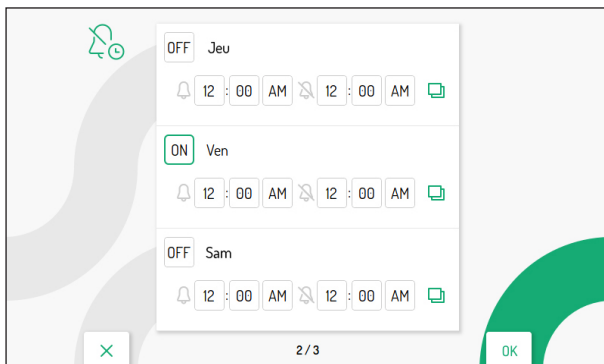 OFF Jeu
12 : 00 AM 12 : 00 AM
ON Ven
12 : 00 AM 12 : 00 AM
OFF Sam
12 : 00 AM 12 : 00 AM
2 / 3
OK